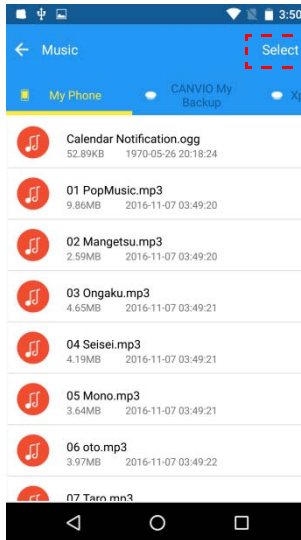 3:50
Music
Select
My Phone
CANVIO My
Backup
Calendar Notification.ogg
52.89KB 1970-05-26 20:18:24
01 PopMusic.mp3
9.86MB 2016-11-07 03:49:20
02 Mangetsu.mp3
2.59MB 2016-11-07 03:49:20
03 Ongaku.mp3
4.65MB 2016-11-07 03:49:21
04 Seisei.mp3
4.19MB 2016-11-07 03:49:21
05 Mono.mp3
3.64MB 2016-11-07 03:49:21
06 oto.mp3
3.97MB 2016-11-07 03:49:22
07 Taro.mp3